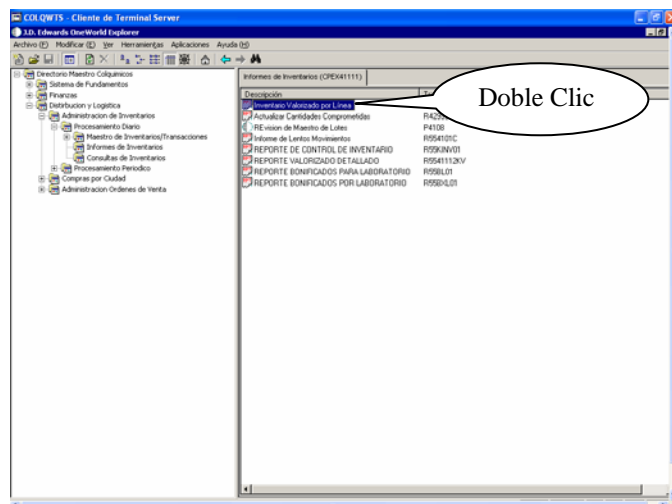 COLQWTS - Cliente de Terminal Server
J.D. Edwards OneWorld Explorer
Archivo (F) Modificar (E) Ver Herramientas Aplicaciones Ayuda (H)
Directorio Maestro Colquimicos
Sistema de Fundamentos
Finanzas
Distribucion y Logistica
Administracion de Inventarios
Procesamiento Diario
Maestro de Inventarios/Transacciones
Informes de Inventarios
Consultas de Inventarios
Procesamiento Periodico
Compras por Ciudad
Administracion Ordenes de Venta
Informes de Inventarios (CPEX41111)
Descripción
Inventario Valorizado por Línea
Actualizar Cantidades Comprometidas
REvision de Maestro de Lotes P4108
Informe de Lentos Movimientos R554101C
REPORTE DE CONTROL DE INVENTARIO R55KINV01
REPORTE VALORIZADO DETALLADO R5541112KV
REPORTE BONIFICADOS PARA LABORATORIO R55BL01
REPORTE BONIFICADOS POR LABORATORIO R55BXL01
Doble Clic